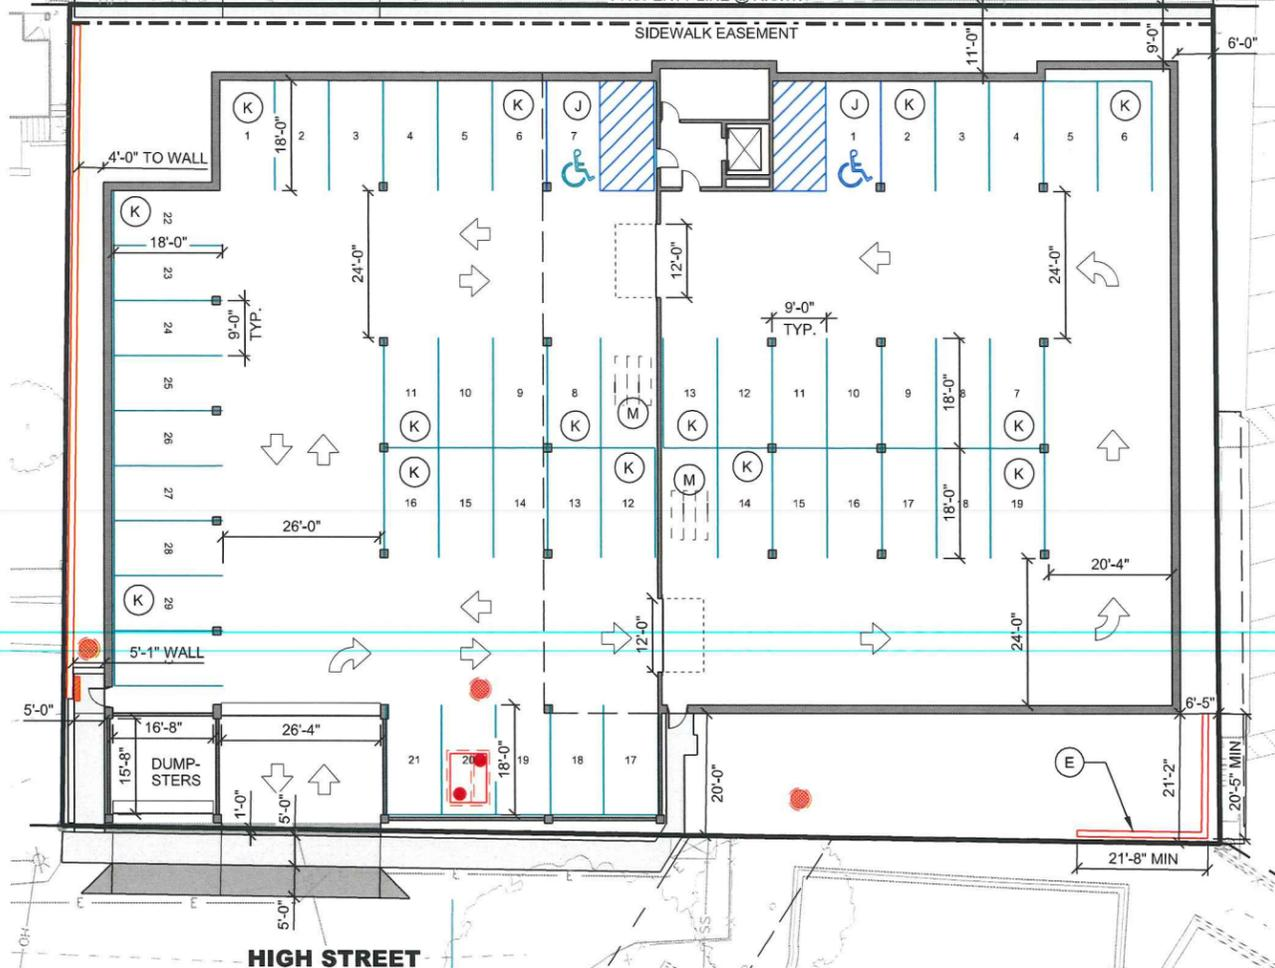 SIDEWALK EASEMENT
11'-0"
9'-0"
6'-0"
K
K
J
J
K
K
1
18'-0"
2
3
4
5
6
7
1
2
3
4
5
6
4'-0" TO WALL
K
22
18'-0"
23
24'-0"
12'-0"
24'-0"
9'-0"
TYP.
24
9'-0"
TYP.
25
11
10
9
8
13
12
11
10
9
18'-0"
8
7
K
K
M
K
K
26
K
K
M
K
K
27
16
15
14
13
12
14
15
16
17
18'-0"
8
19
26'-0"
28
20'-4"
K
29
12'-0"
24'-0"
5'-1" WALL
5'-0"
6'-5"
16'-8"
26'-4"
15'-8"
DUMP-
STERS
21
20
19
18'-0"
18
17
20'-0"
E
21'-2"
20'-5" MIN
1'-0"
5'-0"
21'-8" MIN
E
E
E
E
E
5'-0"
SS
OH
HIGH STREET